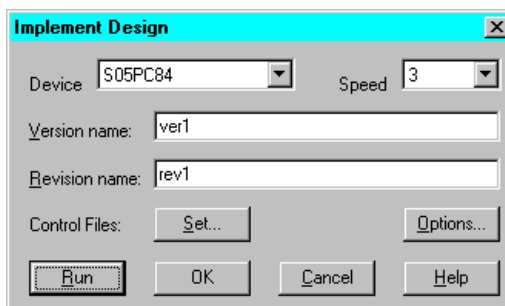 Implement Design
Device S05PC84 Speed 3
Version name: ver1
Revision name: rev1
Control Files: Set... Options...
Run OK Cancel Help